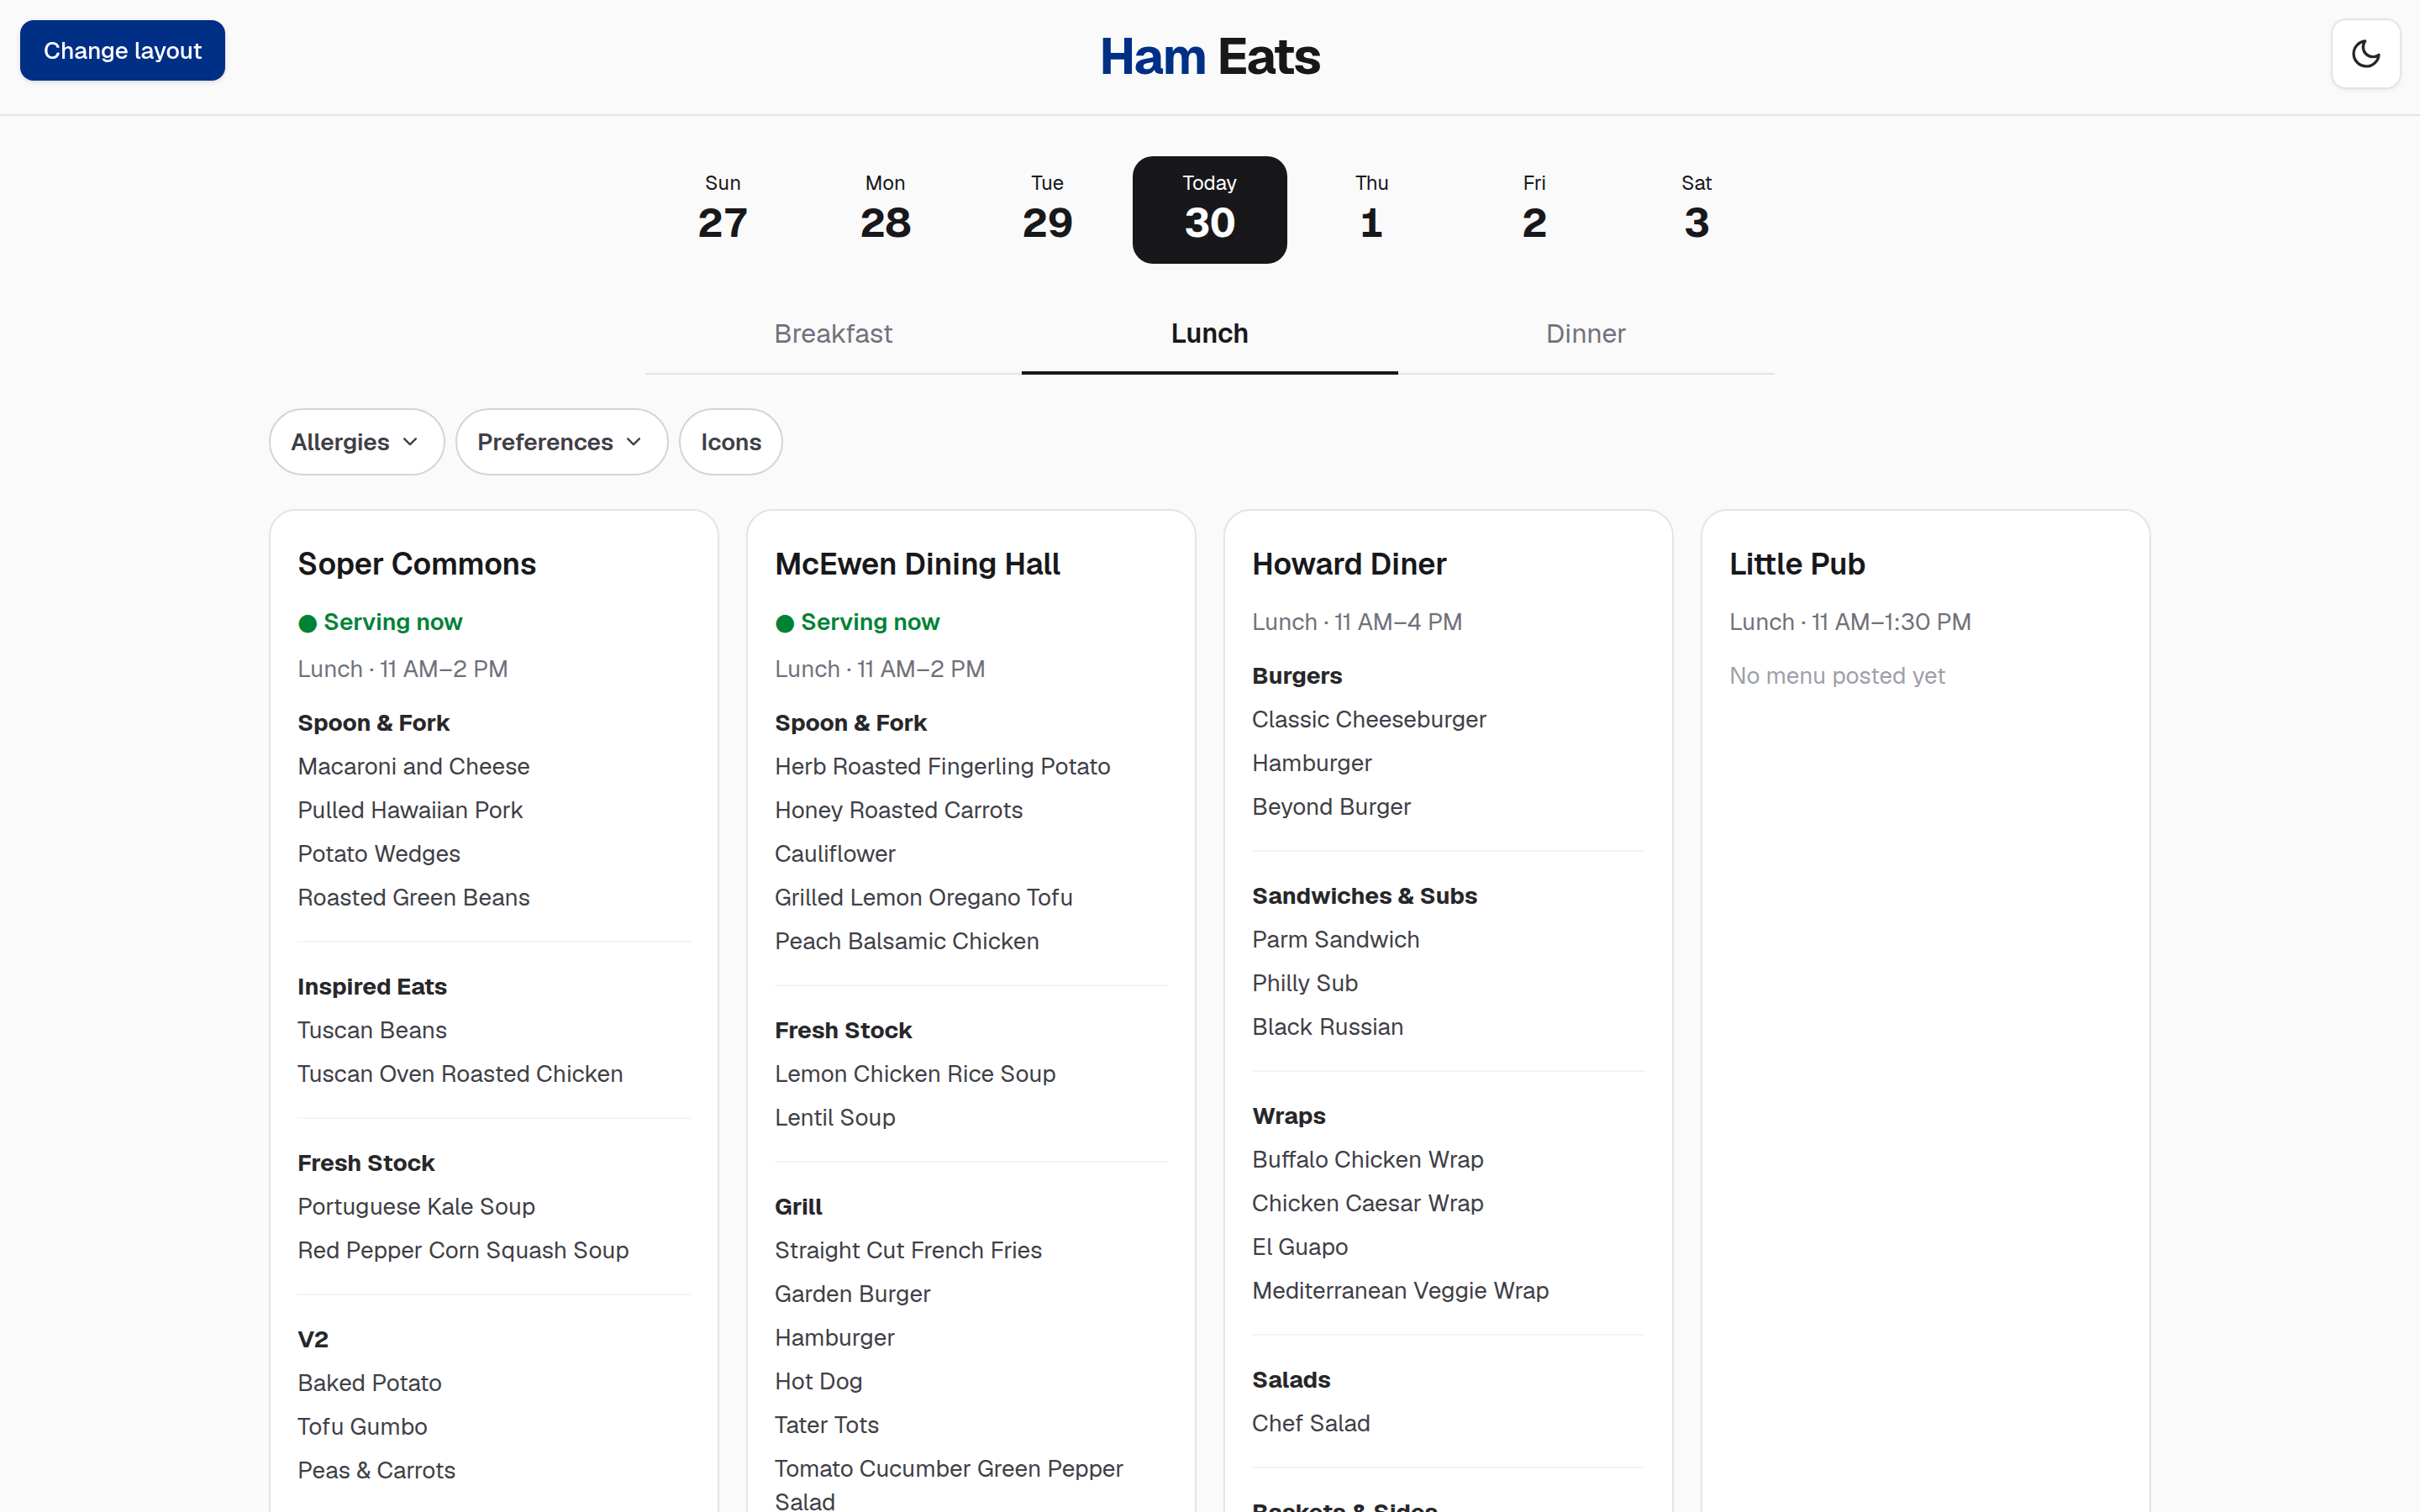 Change layout
Ham Eats
Sun
27
Mon
28
Tue
29
Today
30
Thu
1
Fri
2
Sat
3
Breakfast
Lunch
Dinner
Allergies
Preferences
Icons
Soper Commons
Serving now
Lunch · 11 AM–2 PM
Spoon & Fork
Macaroni and Cheese
Pulled Hawaiian Pork
Potato Wedges
Roasted Green Beans
Inspired Eats
Tuscan Beans
Tuscan Oven Roasted Chicken
Fresh Stock
Portuguese Kale Soup
Red Pepper Corn Squash Soup
V2
Baked Potato
Tofu Gumbo
Peas & Carrots
McEwen Dining Hall
Serving now
Lunch · 11 AM–2 PM
Spoon & Fork
Herb Roasted Fingerling Potato
Honey Roasted Carrots
Cauliflower
Grilled Lemon Oregano Tofu
Peach Balsamic Chicken
Fresh Stock
Lemon Chicken Rice Soup
Lentil Soup
Grill
Straight Cut French Fries
Garden Burger
Hamburger
Hot Dog
Tater Tots
Tomato Cucumber Green Pepper
Salad
Howard Diner
Lunch · 11 AM–4 PM
Burgers
Classic Cheeseburger
Hamburger
Beyond Burger
Sandwiches & Subs
Parm Sandwich
Philly Sub
Black Russian
Wraps
Buffalo Chicken Wrap
Chicken Caesar Wrap
El Guapo
Mediterranean Veggie Wrap
Salads
Chef Salad
Baskets & Sides
Little Pub
Lunch · 11 AM–1:30 PM
No menu posted yet